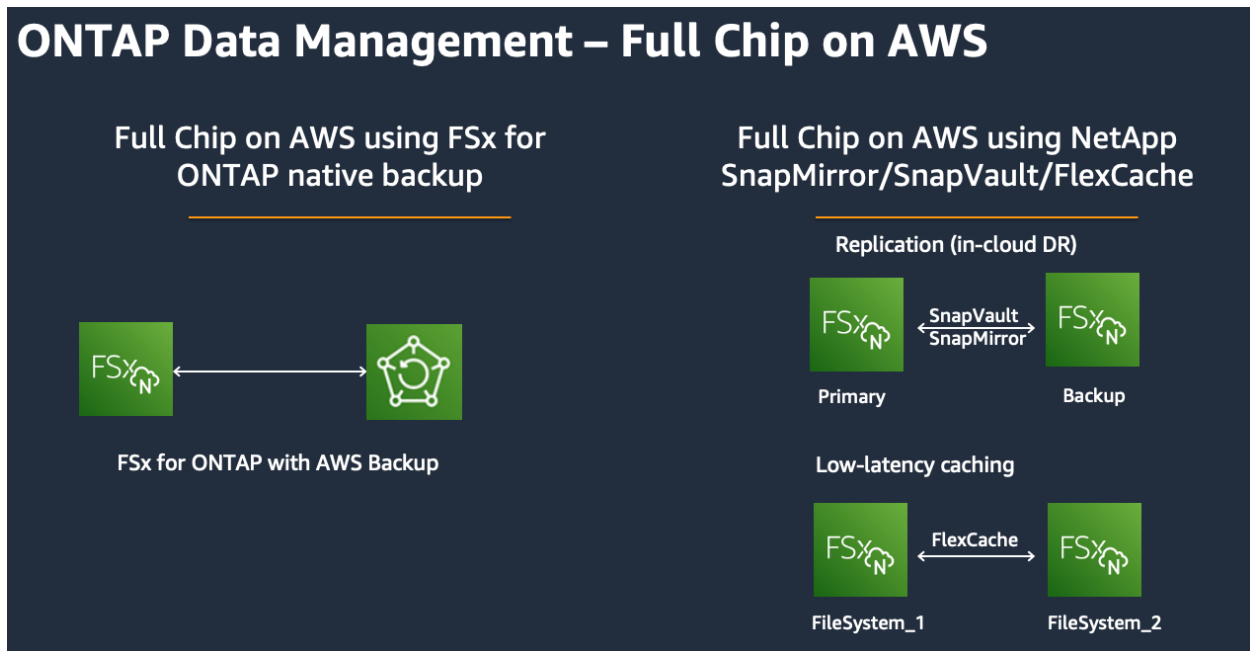 ONTAP Data Management – Full Chip on AWS
Full Chip on AWS using FSx for
ONTAP native backup
FSx
N
FSx for ONTAP with AWS Backup
Full Chip on AWS using NetApp
SnapMirror/SnapVault/FlexCache
Replication (in-cloud DR)
FSx
N
SnapVault
SnapMirror
FSx
N
Primary
Backup
Low-latency caching
FSx
N
FlexCache
FSx
N
FileSystem_1
FileSystem_2